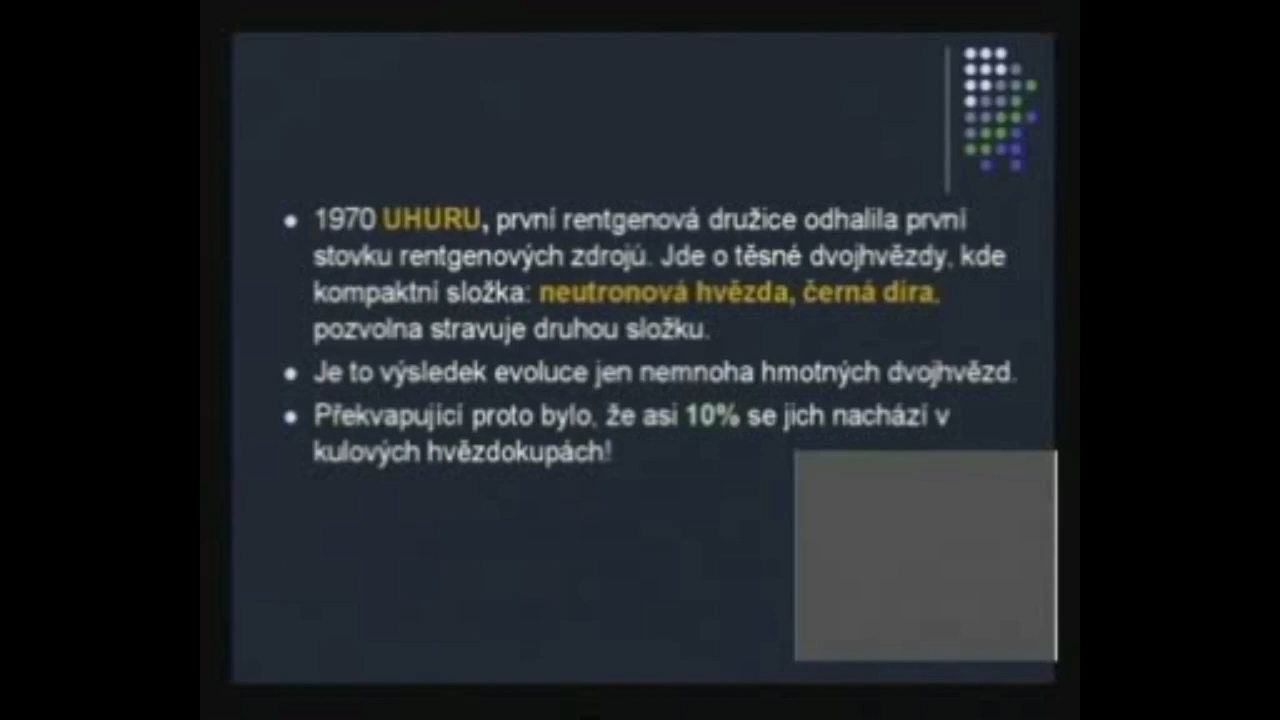 1970 UHURU, první rentgenová družice odhalila první
stovku rentgenových zdrojů. Jde o těsné dvojhvězdy, kde
kompaktní složka: neutronová hvězda, černá díra,
pozvolna stravuje druhou složku.
Je to výsledek evoluce jen nemnoha hmotných dvojhvězd.
Překvapující proto bylo, že asi 10% se jich nachází v
kulových hvězdokupách!